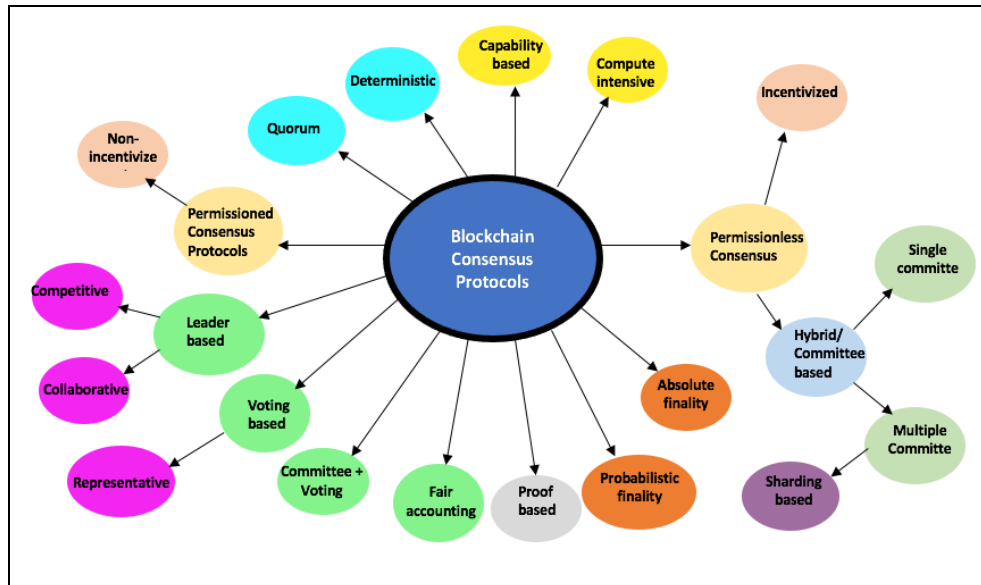 Capability
based
Compute
intensive
Deterministic
Incentivized
Quorum
Non-
incentivize
.
Permissioned
Consensus
Protocols
Blockchain
Consensus
Protocols
Permissionless
Consensus
Single
committe
Competitive
Leader
based
Hybrid/
Committee
based
Collaborative
Voting
based
Absolute
finality
Multiple
Committe
Representative
Committee +
Voting
Fair
accounting
Proof
based
Probabilistic
finality
Sharding
based